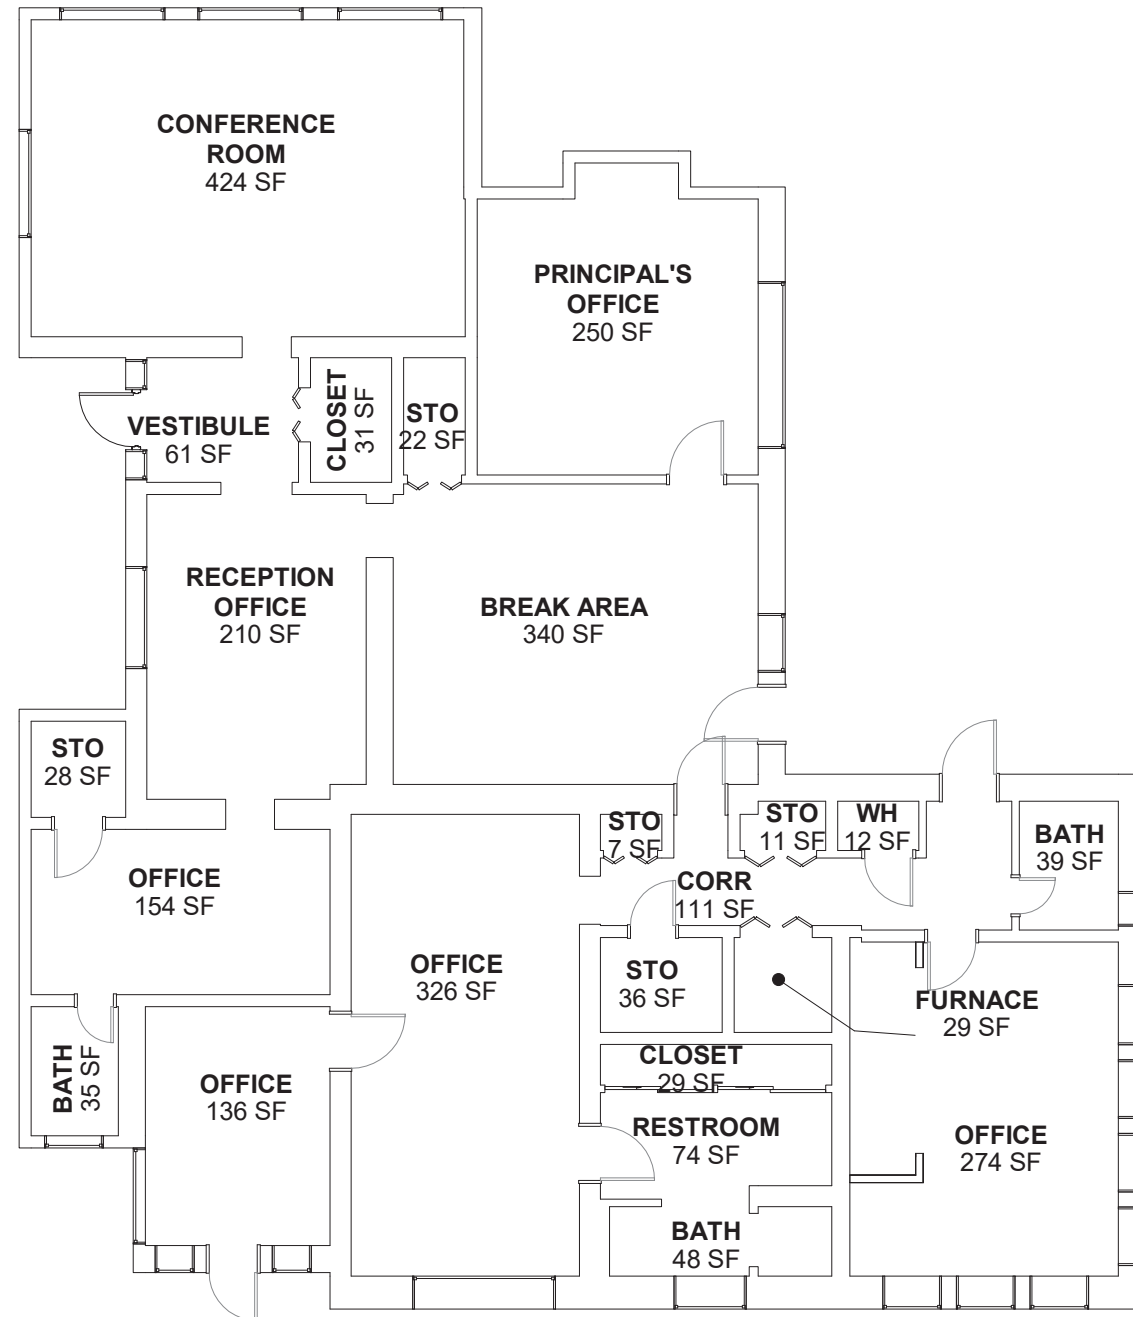 CONFERENCE
ROOM
424 SF
PRINCIPAL'S
OFFICE
250 SF
CLOSET
31 SF
STO
22 SF
VESTIBULE
61 SF
RECEPTION
OFFICE
210 SF
BREAK AREA
340 SF
STO
28 SF
STO
7 SF
STO
11 SF
WH
12 SF
BATH
39 SF
OFFICE
154 SF
CORR
111 SF
OFFICE
326 SF
STO
36 SF
FURNACE
29 SF
BATH
35 SF
OFFICE
136 SF
CLOSET
29 SF
RESTROOM
74 SF
OFFICE
274 SF
BATH
48 SF